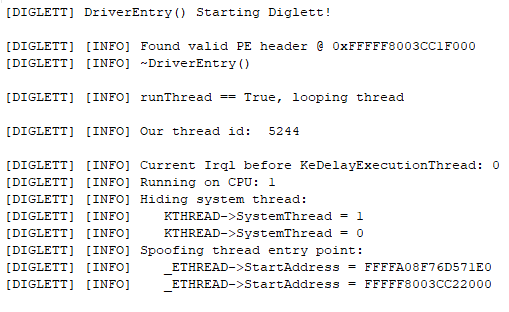 [DIGLETT] DriverEntry() Starting Diglett!
[DIGLETT] [INFO] Found valid PE header @ 0xFFFFF8003CC1F000
[DIGLETT] [INFO] ~DriverEntry()
[DIGLETT] [INFO] runThread == True, looping thread
[DIGLETT] [INFO] Our thread id:  5244
[DIGLETT] [INFO] Current Irql before KeDelayExecutionThread: 0
[DIGLETT] [INFO] Running on CPU: 1
[DIGLETT] [INFO] Hiding system thread:
[DIGLETT] [INFO]    KTHREAD->SystemThread = 1
[DIGLETT] [INFO]    KTHREAD->SystemThread = 0
[DIGLETT] [INFO] Spoofing thread entry point:
[DIGLETT] [INFO]    _ETHREAD->StartAddress = FFFFA08F76D571E0
[DIGLETT] [INFO]    _ETHREAD->StartAddress = FFFFF8003CC22000